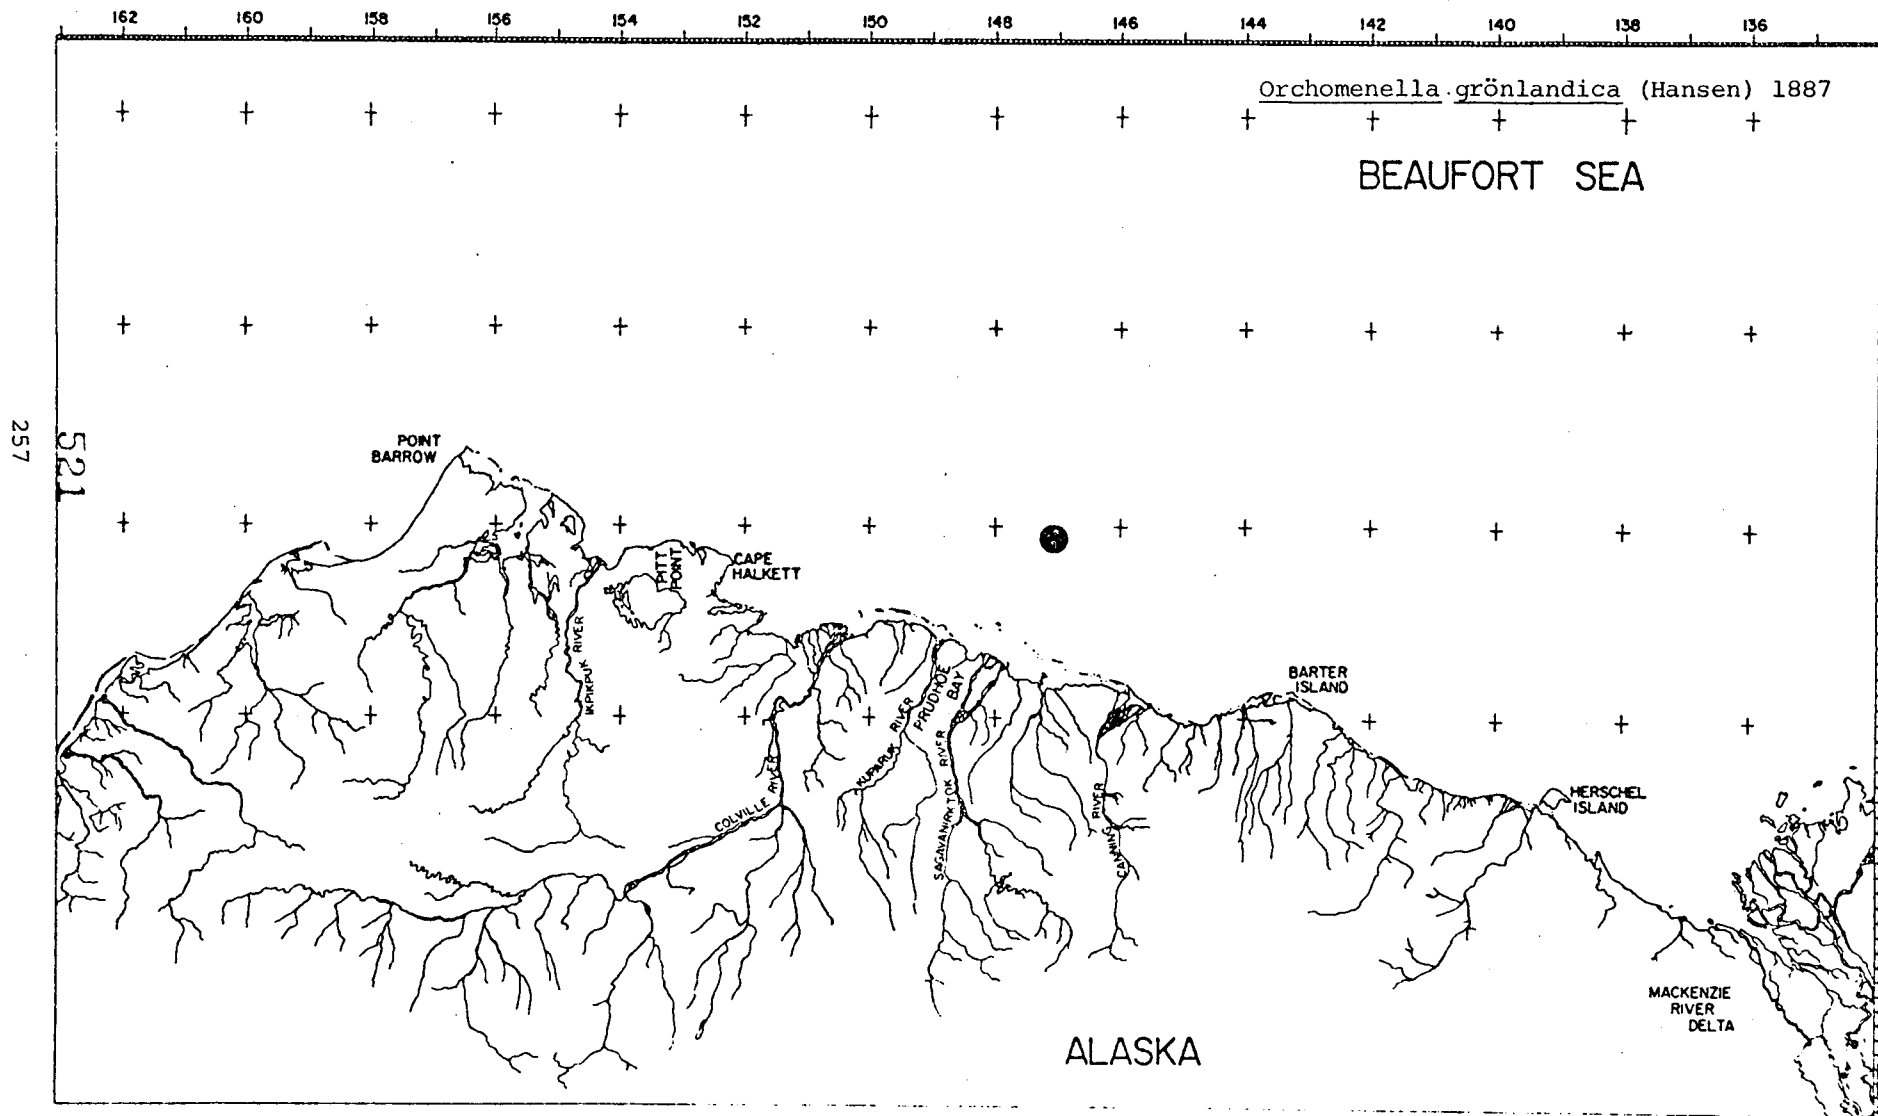 162 160 158 156 154 152 150 148 146 144 142 140 138 136
Orchomenella grönlandica (Hansen) 1887
BEAUFORT SEA
257
521
POINT
BARROW
PITT
POINT
CAPE
HALKETT
IKPIKPUK RIVER
COLVILLE RIVER
KUPARUK RIVER
PRUDHOE
BAY
SAGAVANIRKTOK RIVER
CANNING RIVER
BARTER
ISLAND
HERSCHEL
ISLAND
MACKENZIE
RIVER
DELTA
ALASKA